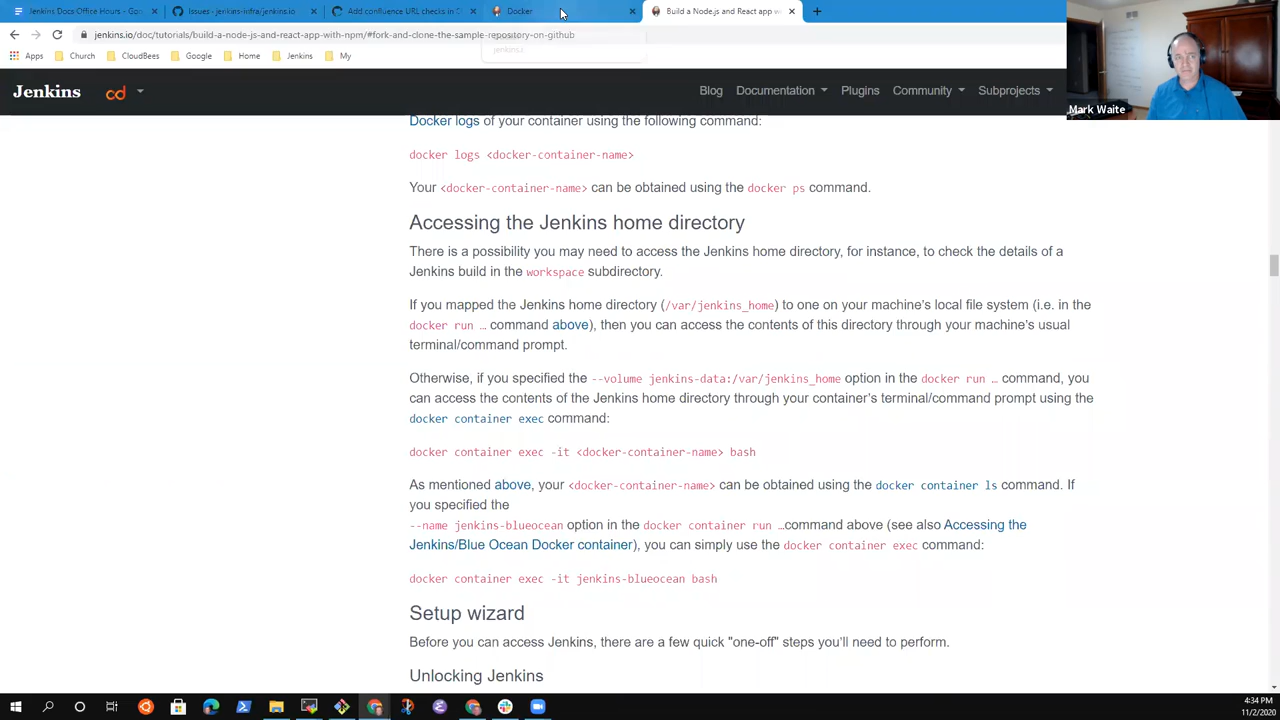 Jenkins Docs Office Hours - Goo
Issues · jenkins-infra/jenkins.io
Add confluence URL checks in C
Docker
Build a Node.js and React app w
jenkins.io/doc/tutorials/build-a-node-js-and-react-app-with-npm/#fork-and-clone-the-sample-repository-on-github
Apps Church CloudBees Google Home Jenkins My
Jenkins cd Blog Documentation Plugins Community Subprojects
Mark Waite
Docker logs of your container using the following command:
docker logs <docker-container-name>
Your <docker-container-name> can be obtained using the docker ps command.
Accessing the Jenkins home directory
There is a possibility you may need to access the Jenkins home directory, for instance, to check the details of a
Jenkins build in the workspace subdirectory.
If you mapped the Jenkins home directory (/var/jenkins_home) to one on your machine's local file system (i.e. in the
docker run … command above), then you can access the contents of this directory through your machine's usual
terminal/command prompt.
Otherwise, if you specified the --volume jenkins-data:/var/jenkins_home option in the docker run … command, you
can access the contents of the Jenkins home directory through your container's terminal/command prompt using the
docker container exec command:
docker container exec -it <docker-container-name> bash
As mentioned above, your <docker-container-name> can be obtained using the docker container ls command. If
you specified the
--name jenkins-blueocean option in the docker container run …command above (see also Accessing the
Jenkins/Blue Ocean Docker container), you can simply use the docker container exec command:
docker container exec -it jenkins-blueocean bash
Setup wizard
Before you can access Jenkins, there are a few quick "one-off" steps you'll need to perform.
Unlocking Jenkins
4:34 PM
11/2/2020